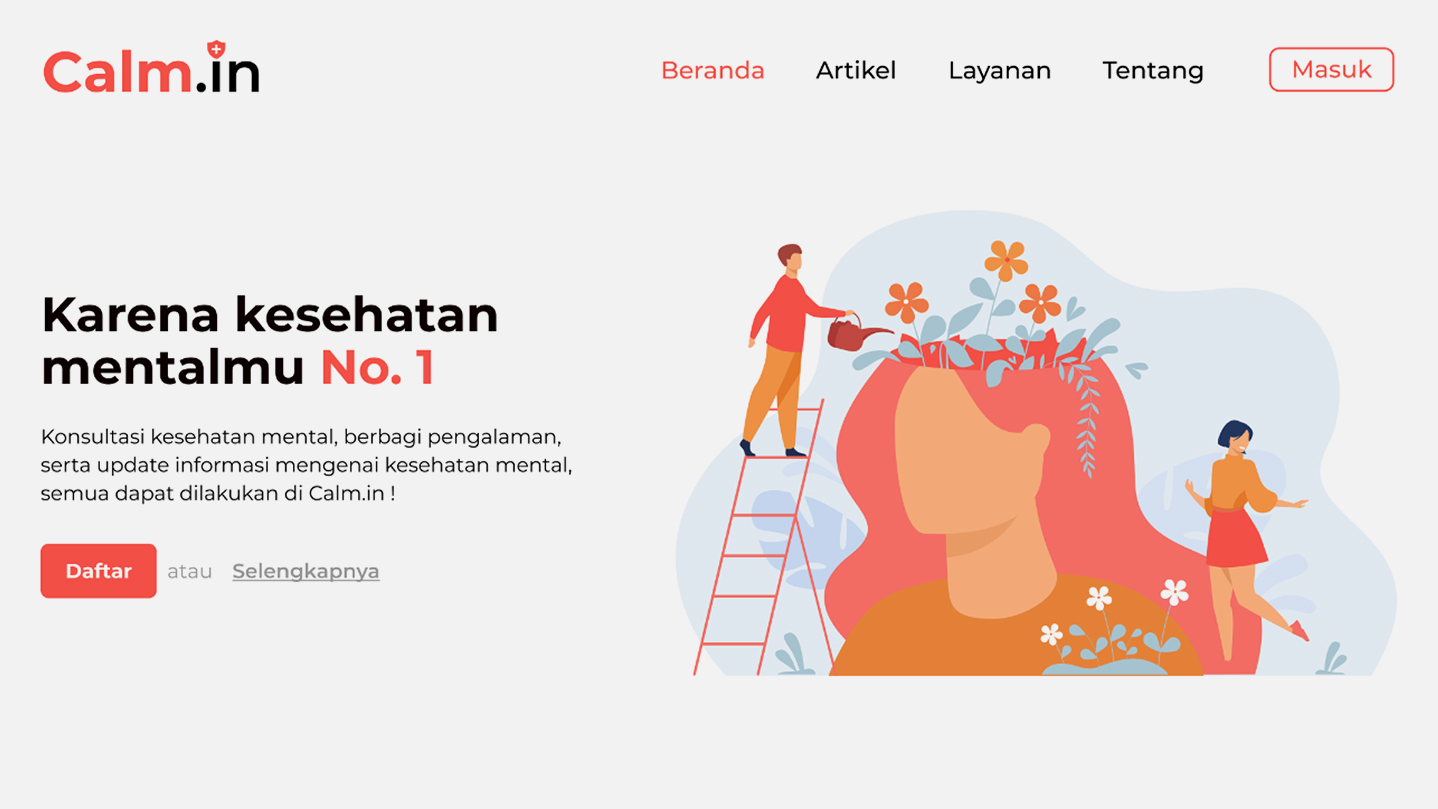 Calm.in
Beranda Artikel Layanan Tentang Masuk
Karena kesehatan
mentalmu No. 1
Konsultasi kesehatan mental, berbagi pengalaman,
serta update informasi mengenai kesehatan mental,
semua dapat dilakukan di Calm.in !
Daftar atau Selengkapnya